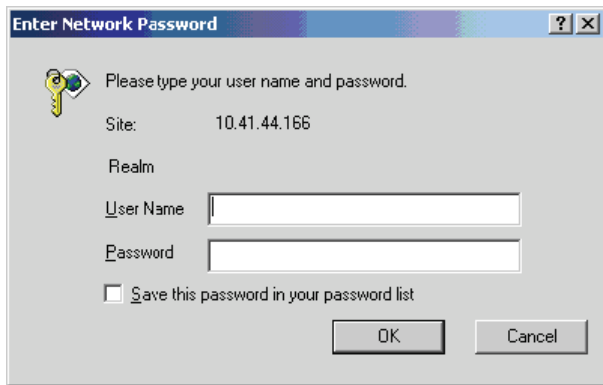 Enter Network Password
Please type your user name and password.
Site: 10.41.44.166
Realm
User Name
Password
Save this password in your password list
OK Cancel